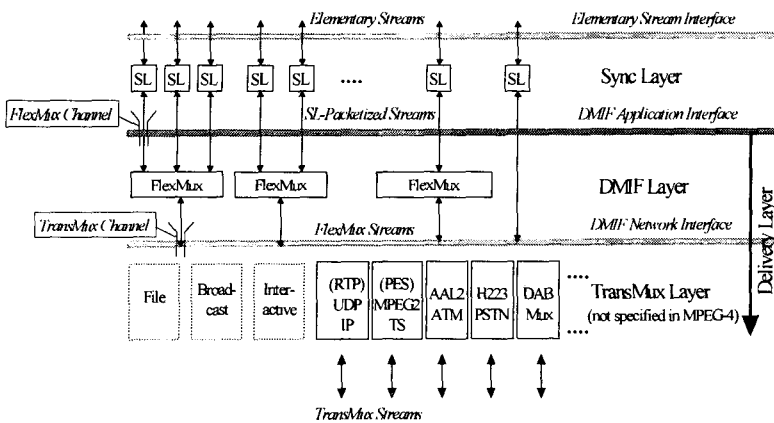 Elementary Streams
Elementary Stream Interface
SL SL SL SL SL .... SL SL
Sync Layer
FlexMux Channel
SL-Packetized Streams
DMIF Application Interface
FlexMux FlexMux FlexMux
DMIF Layer
TransMux Channel
FlexMux Streams
DMIF Network Interface
Delivery Layer
File
Broad-
cast
Inter-
active
(RTP)
UDP
IP
(PES)
MPEG2
TS
AAL2
ATM
H223
PSTN
DAB
Mux
....
....
TransMux Layer
(not specified in MPEG-4)
TransMux Streams